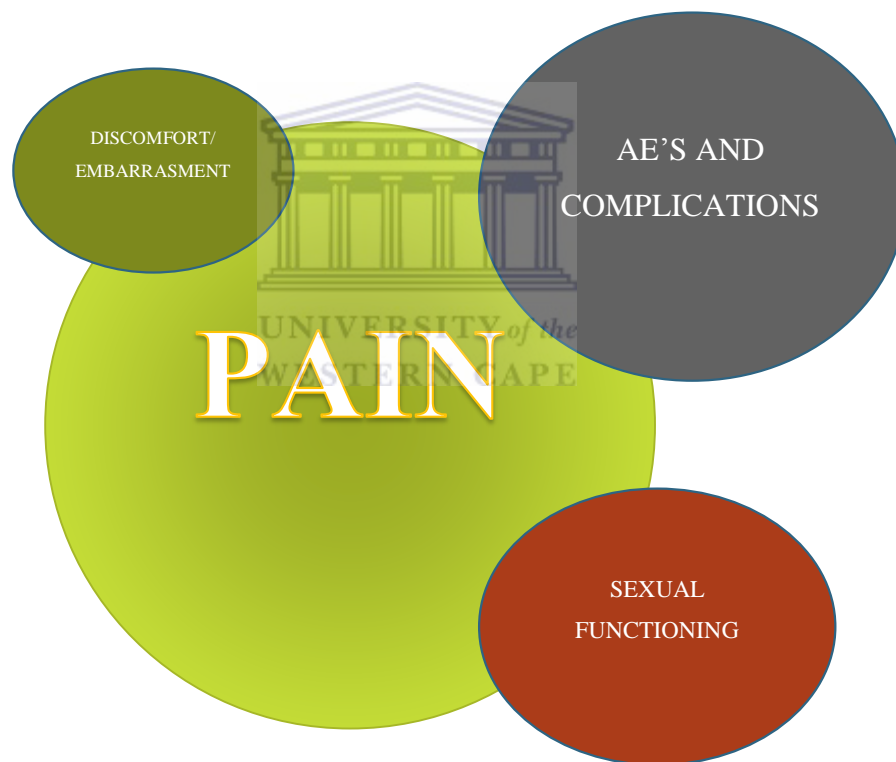 DISCOMFORT/
EMBARRASMENT
AE'S AND
COMPLICATIONS
UNIVERSITY of the
PAIN
WESTERN CAPE
SEXUAL
FUNCTIONING